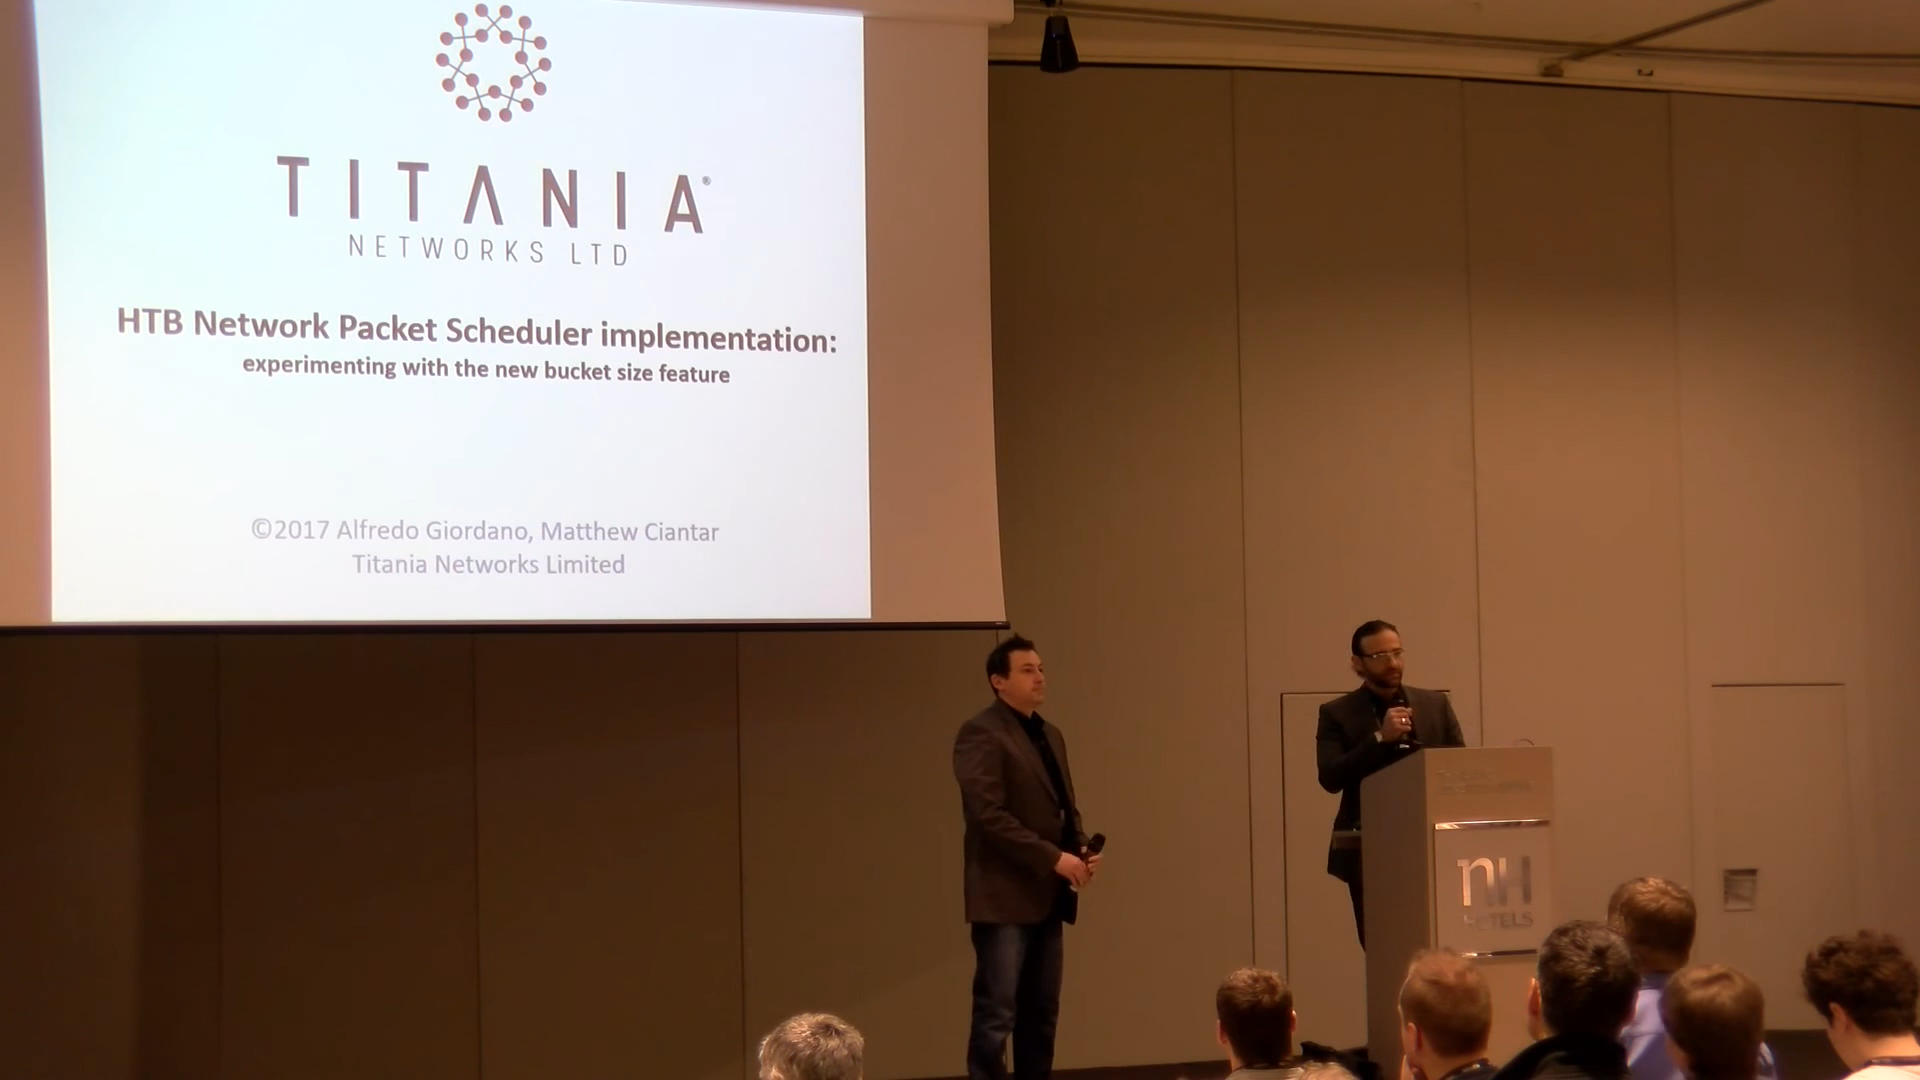 TITANIA®
NETWORKS LTD
HTB Network Packet Scheduler implementation:
experimenting with the new bucket size feature
©2017 Alfredo Giordano, Matthew Ciantar
Titania Networks Limited
nH
HOTELS